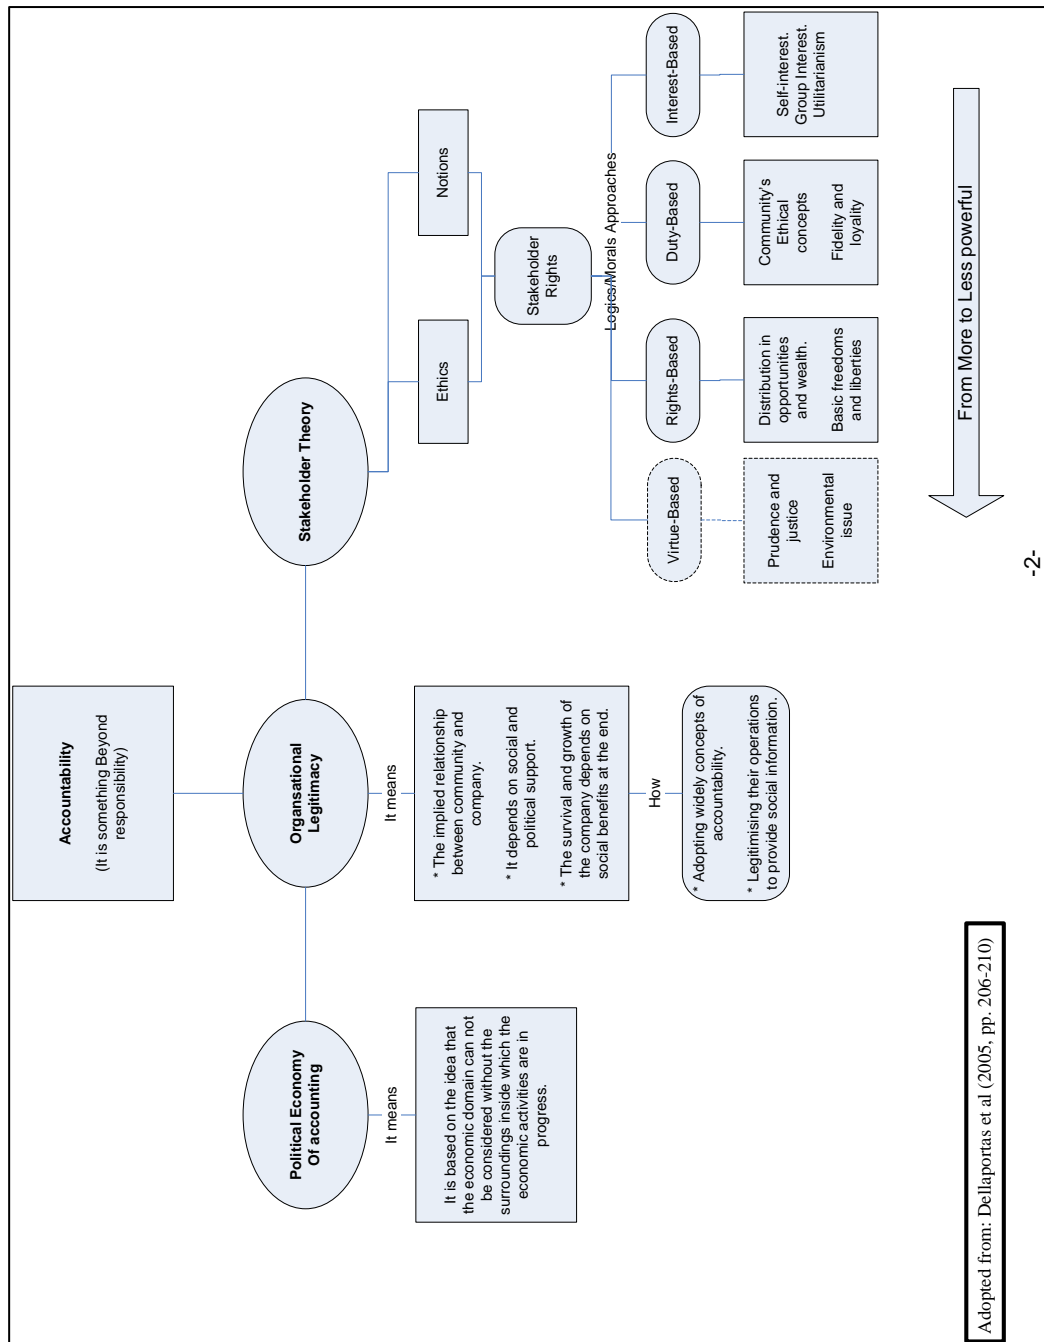 Accountability
(It is something Beyond
responsibility)
Political Economy
Of accounting
Organsational
Legitimacy
Stakeholder Theory
It means
It is based on the idea that
the economic domain can not
be considered without the
surroundings inside which the
economic activities are in
progress.
It means
* The implied relationship
between community and
company.
* It depends on social and
political support.
* The survival and growth of
the company depends on
social benefits at the end.
How
* Adopting widely concepts of
accountability.
* Legitimising their operations
to provide social information.
Ethics
Notions
Stakeholder
Rights
Logics/Morals Approaches
Virtue-Based
Rights-Based
Duty-Based
Interest-Based
Prudence and
justice
Environmental
issue
Distribution in
opportunities
and wealth.
Basic freedoms
and liberties
Community's
Ethical
concepts
Fidelity and
loyality
Self-interest.
Group Interest.
Utilitarianism
From More to Less powerful
Adopted from: Dellaportas et al (2005, pp. 206-210)
-2-